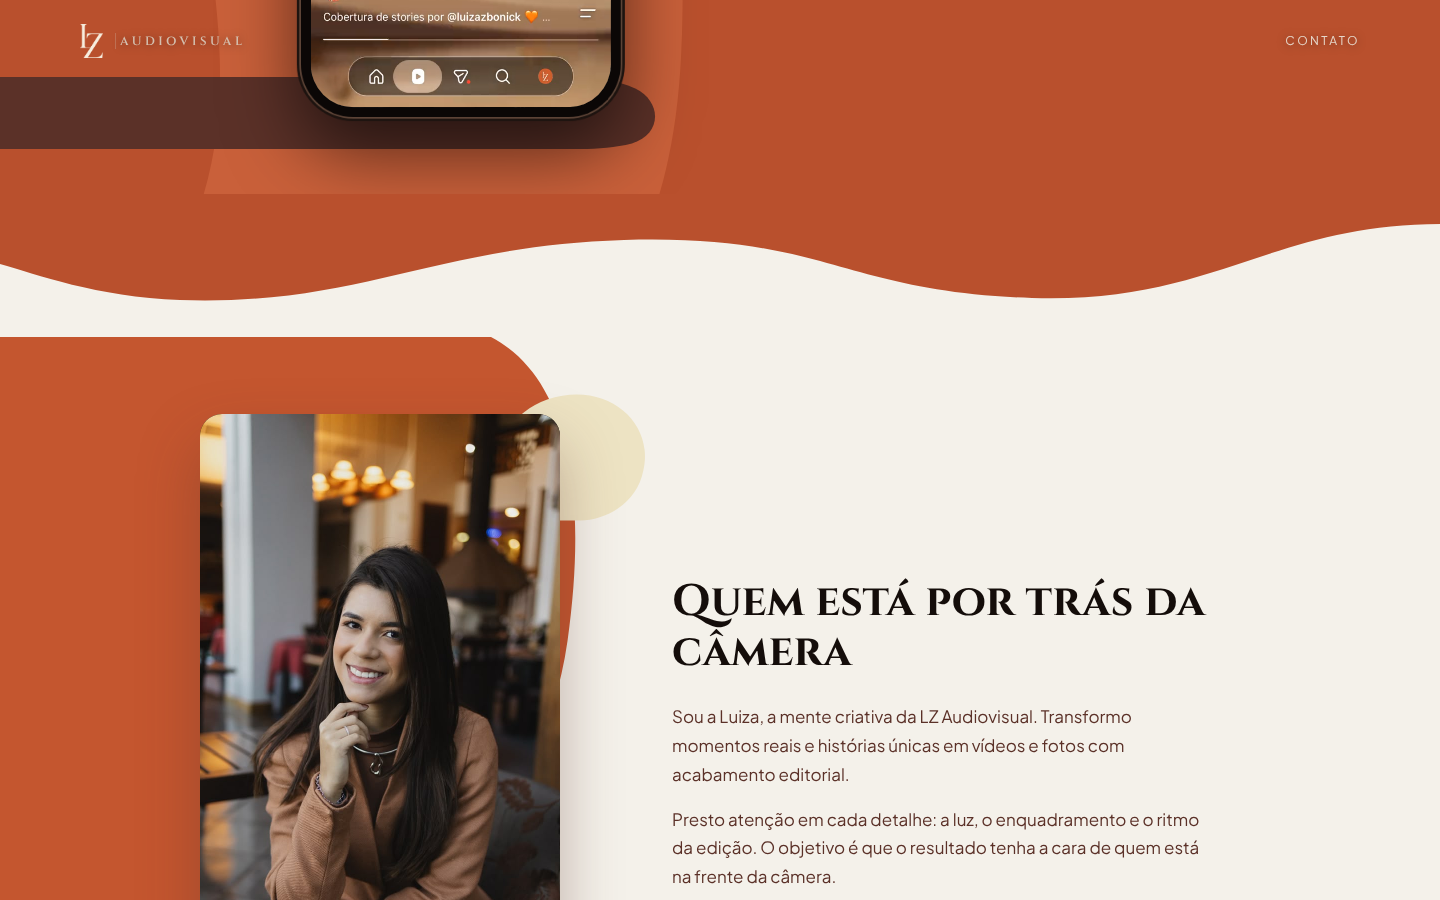 Cobertura de stories por @luizazbonick 🧡 ...
LZ AUDIOVISUAL
CONTATO
QUEM ESTÁ POR TRÁS DA
CÂMERA
Sou a Luiza, a mente criativa da LZ Audiovisual. Transformo
momentos reais e histórias únicas em vídeos e fotos com
acabamento editorial.
Presto atenção em cada detalhe: a luz, o enquadramento e o ritmo
da edição. O objetivo é que o resultado tenha a cara de quem está
na frente da câmera.